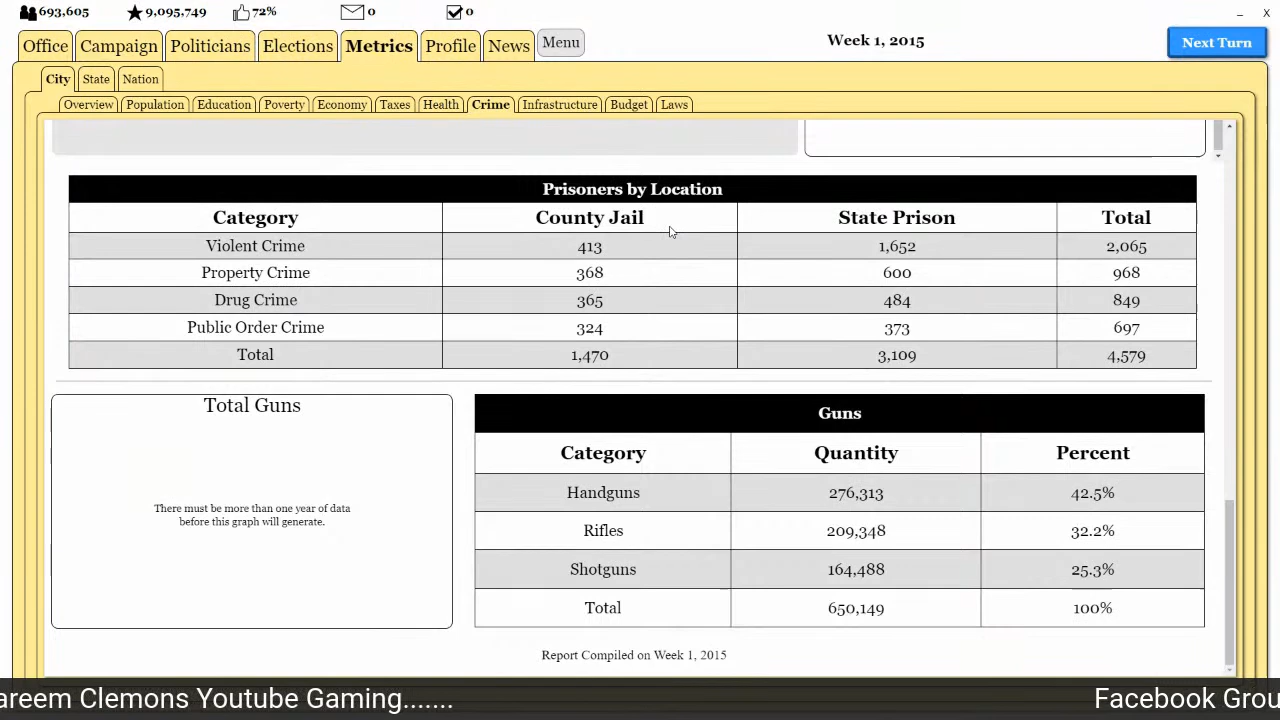 693,605 9,095,749 72% 0 0
Office Campaign Politicians Elections Metrics Profile News Menu Week 1, 2015 Next Turn
City State Nation
Overview Population Education Poverty Economy Taxes Health Crime Infrastructure Budget Laws
Prisoners by Location
Category County Jail State Prison Total
Violent Crime 413 1,652 2,065
Property Crime 368 600 968
Drug Crime 365 484 849
Public Order Crime 324 373 697
Total 1,470 3,109 4,579
Total Guns
There must be more than one year of data
before this graph will generate.
Guns
Category Quantity Percent
Handguns 276,313 42.5%
Rifles 209,348 32.2%
Shotguns 164,488 25.3%
Total 650,149 100%
Report Compiled on Week 1, 2015
areem Clemons Youtube Gaming....... Facebook Grou